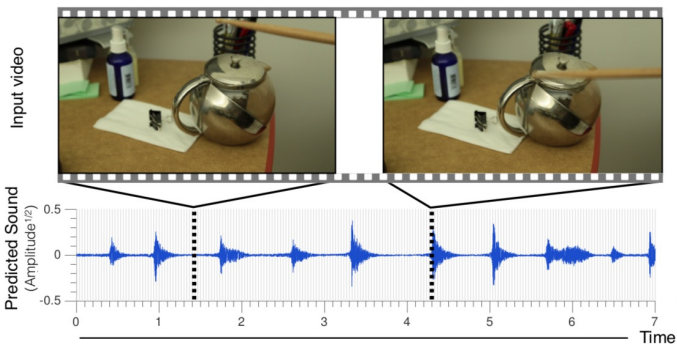 Input video
Predicted Sound
(Amplitude1/2)
0.5
0
-0.5
0 1 2 3 4 5 6 7
Time